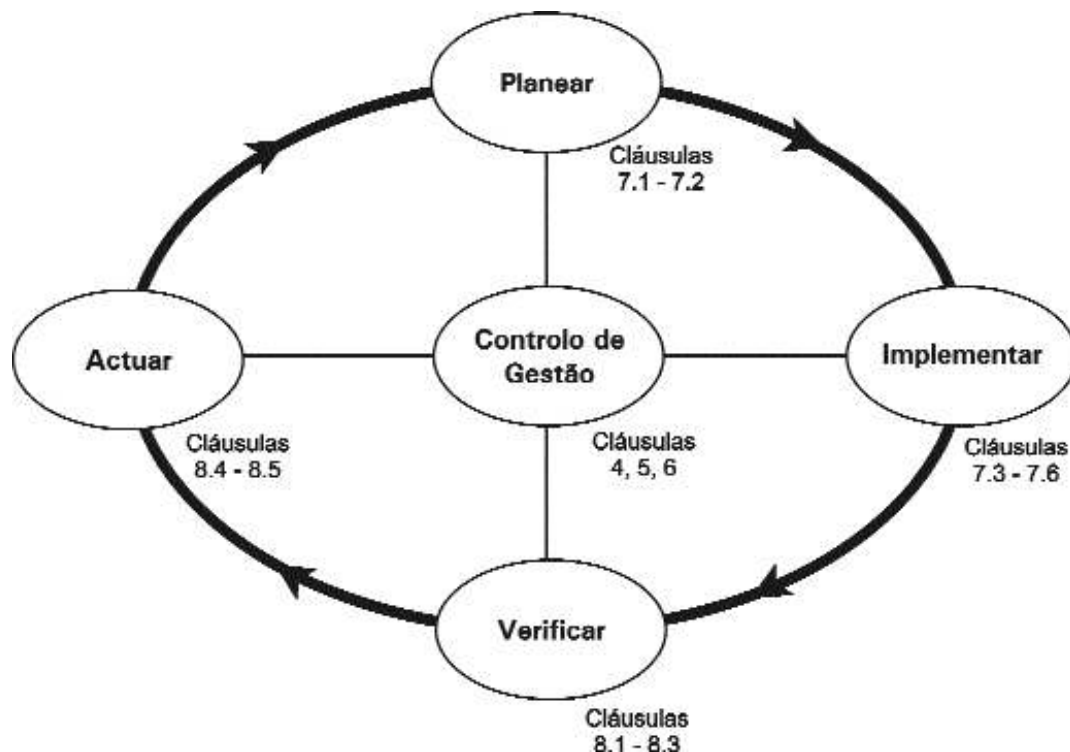 Planear
Cláusulas
7.1 - 7.2
Actuar
Cláusulas
8.4 - 8.5
Controlo de
Gestão
Cláusulas
4, 5, 6
Implementar
Cláusulas
7.3 - 7.6
Verificar
Cláusulas
8.1 - 8.3